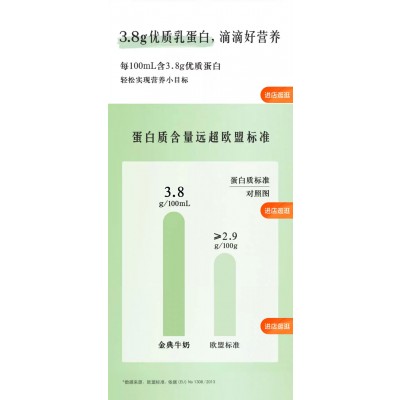 3.8g优质乳蛋白，滴滴好营养
每100mL含3.8g优质蛋白
轻松实现营养小目标
进店逛逛
蛋白质含量远超欧盟标准
蛋白质标准
对照图
3.8
g/100mL
进店逛逛
≥2.9
g/100g
进店逛逛
金典牛奶
欧盟标准